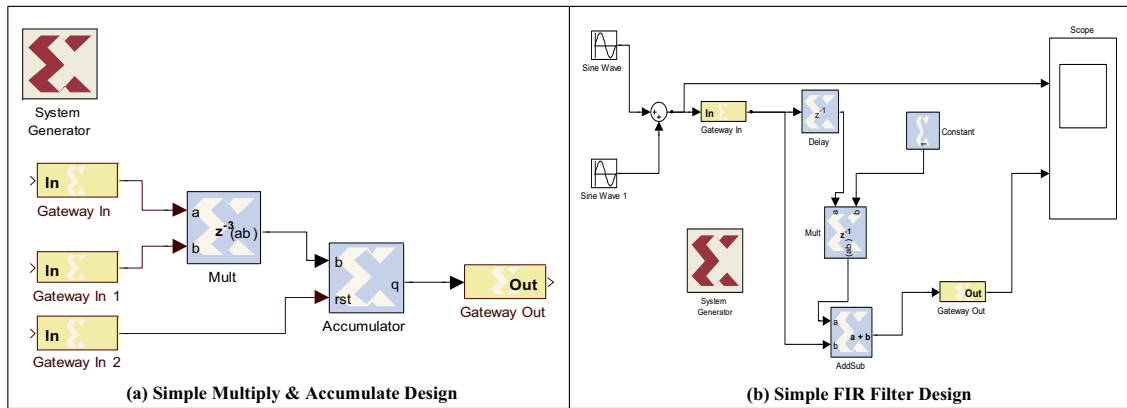 System
Generator
In
Gateway In
In
Gateway In 1
In
Gateway In 2
a
b
z-3(ab)
Mult
b
rst
q
Accumulator
Out
Gateway Out
(a) Simple Multiply & Accumulate Design
Sine Wave
Sine Wave 1
+
+
In
Gateway In
z-1
Delay
1
Constant
Scope
a
b
z-1
(ab)
Mult
System
Generator
a
b
a + b
AddSub
Out
Gateway Out
(b) Simple FIR Filter Design